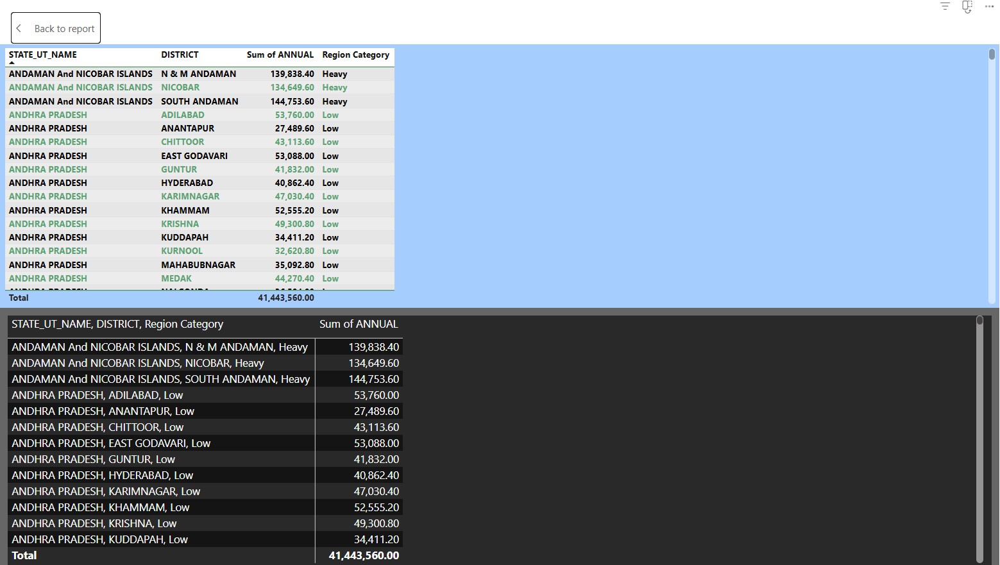 Back to report
STATE_UT_NAME DISTRICT Sum of ANNUAL Region Category
ANDAMAN And NICOBAR ISLANDS N & M ANDAMAN 139,838.40 Heavy
ANDAMAN And NICOBAR ISLANDS NICOBAR 134,649.60 Heavy
ANDAMAN And NICOBAR ISLANDS SOUTH ANDAMAN 144,753.60 Heavy
ANDHRA PRADESH ADILABAD 53,760.00 Low
ANDHRA PRADESH ANANTAPUR 27,489.60 Low
ANDHRA PRADESH CHITTOOR 43,113.60 Low
ANDHRA PRADESH EAST GODAVARI 53,088.00 Low
ANDHRA PRADESH GUNTUR 41,832.00 Low
ANDHRA PRADESH HYDERABAD 40,862.40 Low
ANDHRA PRADESH KARIMNAGAR 47,030.40 Low
ANDHRA PRADESH KHAMMAM 52,555.20 Low
ANDHRA PRADESH KRISHNA 49,300.80 Low
ANDHRA PRADESH KUDDAPAH 34,411.20 Low
ANDHRA PRADESH KURNOOL 32,620.80 Low
ANDHRA PRADESH MAHABUBNAGAR 35,092.80 Low
ANDHRA PRADESH MEDAK 44,270.40 Low
Total 41,443,560.00
STATE_UT_NAME, DISTRICT, Region Category Sum of ANNUAL
ANDAMAN And NICOBAR ISLANDS, N & M ANDAMAN, Heavy 139,838.40
ANDAMAN And NICOBAR ISLANDS, NICOBAR, Heavy 134,649.60
ANDAMAN And NICOBAR ISLANDS, SOUTH ANDAMAN, Heavy 144,753.60
ANDHRA PRADESH, ADILABAD, Low 53,760.00
ANDHRA PRADESH, ANANTAPUR, Low 27,489.60
ANDHRA PRADESH, CHITTOOR, Low 43,113.60
ANDHRA PRADESH, EAST GODAVARI, Low 53,088.00
ANDHRA PRADESH, GUNTUR, Low 41,832.00
ANDHRA PRADESH, HYDERABAD, Low 40,862.40
ANDHRA PRADESH, KARIMNAGAR, Low 47,030.40
ANDHRA PRADESH, KHAMMAM, Low 52,555.20
ANDHRA PRADESH, KRISHNA, Low 49,300.80
ANDHRA PRADESH, KUDDAPAH, Low 34,411.20
Total 41,443,560.00